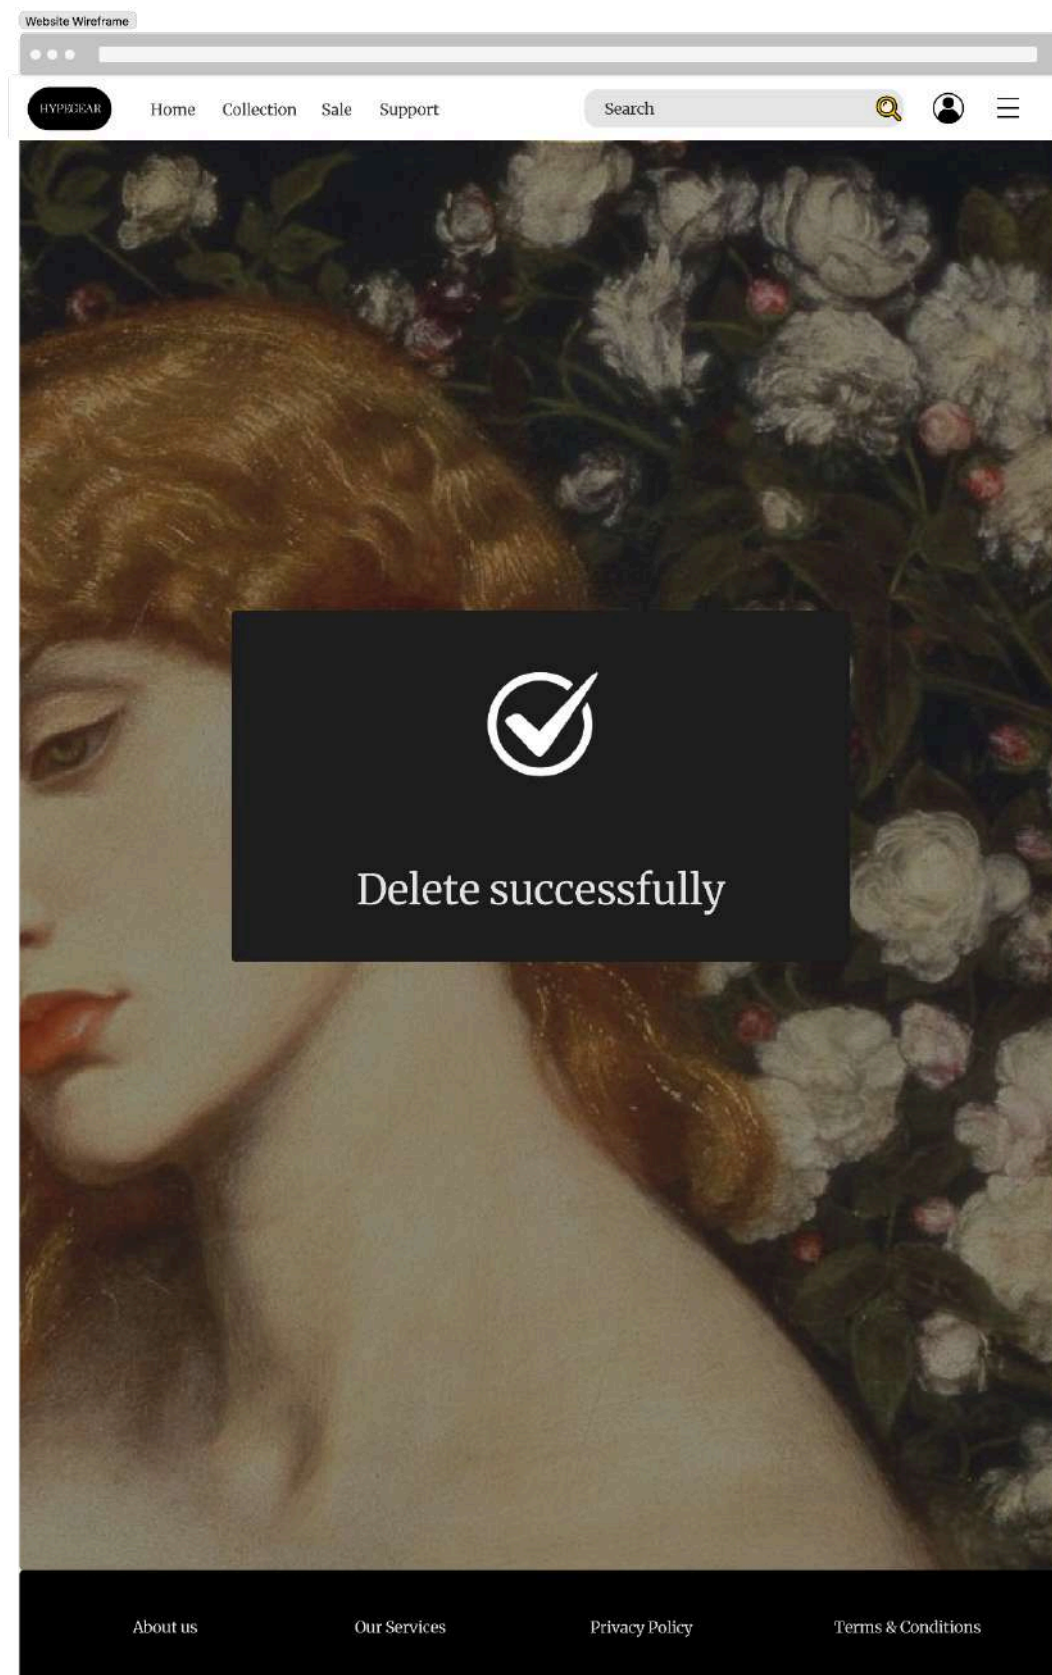 Website Wireframe
HYPEGEAR Home Collection Sale Support Search
Delete successfully
About us Our Services Privacy Policy Terms & Conditions